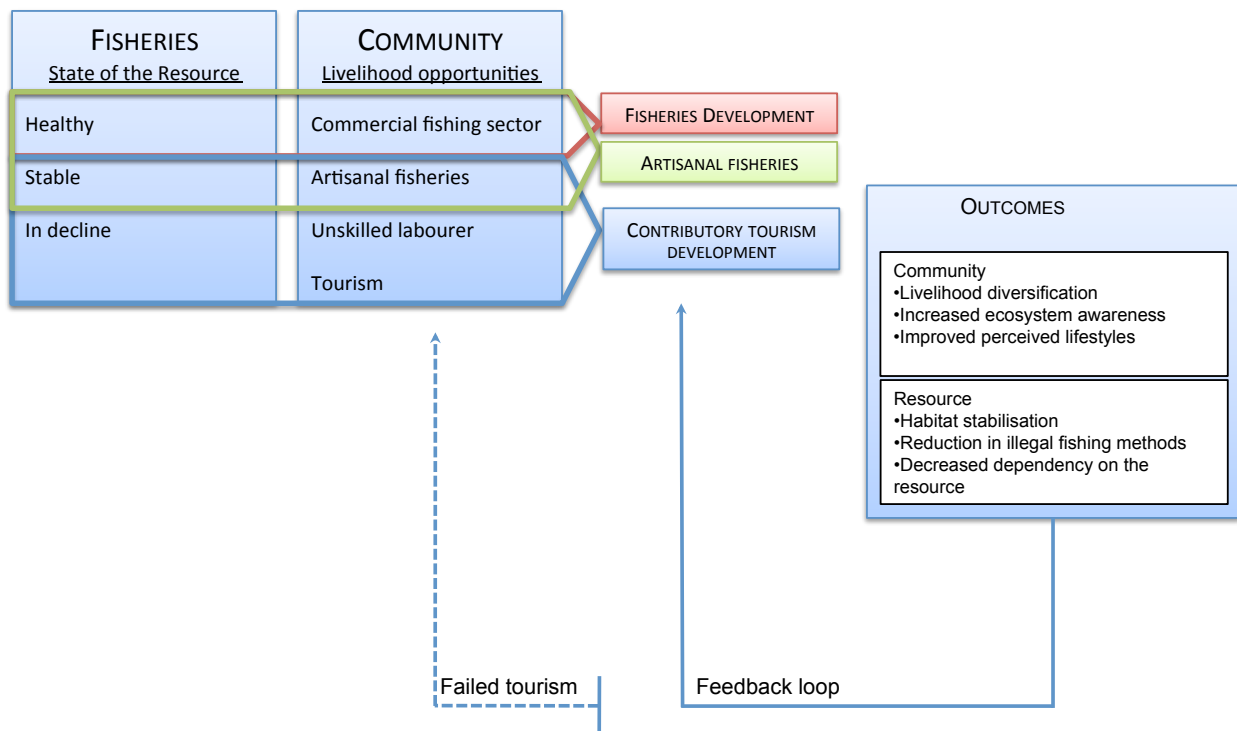 FISHERIES
State of the Resource
Healthy
Stable
In decline
COMMUNITY
Livelihood opportunities
Commercial fishing sector
Artisanal fisheries
Unskilled labourer
Tourism
FISHERIES DEVELOPMENT
ARTISANAL FISHERIES
CONTRIBUTORY TOURISM
DEVELOPMENT
OUTCOMES
Community
•Livelihood diversification
•Increased ecosystem awareness
•Improved perceived lifestyles
Resource
•Habitat stabilisation
•Reduction in illegal fishing methods
•Decreased dependency on the
resource
Failed tourism
Feedback loop